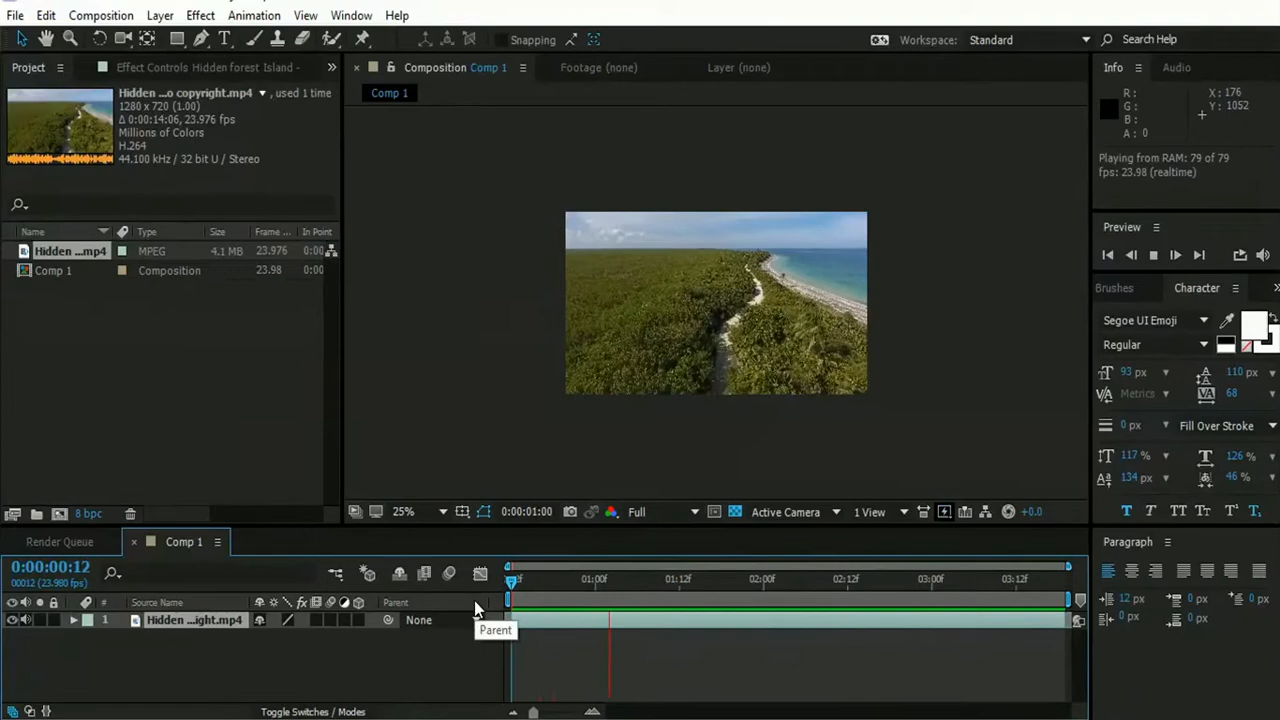 File Edit Composition Layer Effect Animation View Window Help
Snapping Workspace: Standard Search Help
Project Effect Controls Hidden forest Island - Composition Comp 1 Footage (none) Layer (none) Info Audio
Hidden ...o copyright.mp4 , used 1 time
1280 x 720 (1.00)
Δ 0:00:14:06, 23.976 fps
Millions of Colors
H.264
44.100 kHz / 32 bit U / Stereo
Comp 1
R: X: 176
G: Y: 1052
B:
A: 0
Playing from RAM: 79 of 79
fps: 23.98 (realtime)
Name Type Size Frame ... In Point
Hidden ...mp4 MPEG 4.1 MB 23.976 0:00
Comp 1 Composition 23.98 0:00
Preview
Brushes Character
Segoe UI Emoji
Regular
93 px 110 px
Metrics 68
0 px Fill Over Stroke
117 % 126 %
134 px 46 %
8 bpc
25% 0:00:01:00 Full Active Camera 1 View +0.0
Render Queue Comp 1
Paragraph
0:00:00:12
00012 (23.980 fps)
01:00f 01:12f 02:00f 02:12f 03:00f 03:12f
# Source Name Parent
1 Hidden ...ight.mp4 None
Parent
12 px 0 px 0 px
0 px 0 px
Toggle Switches / Modes